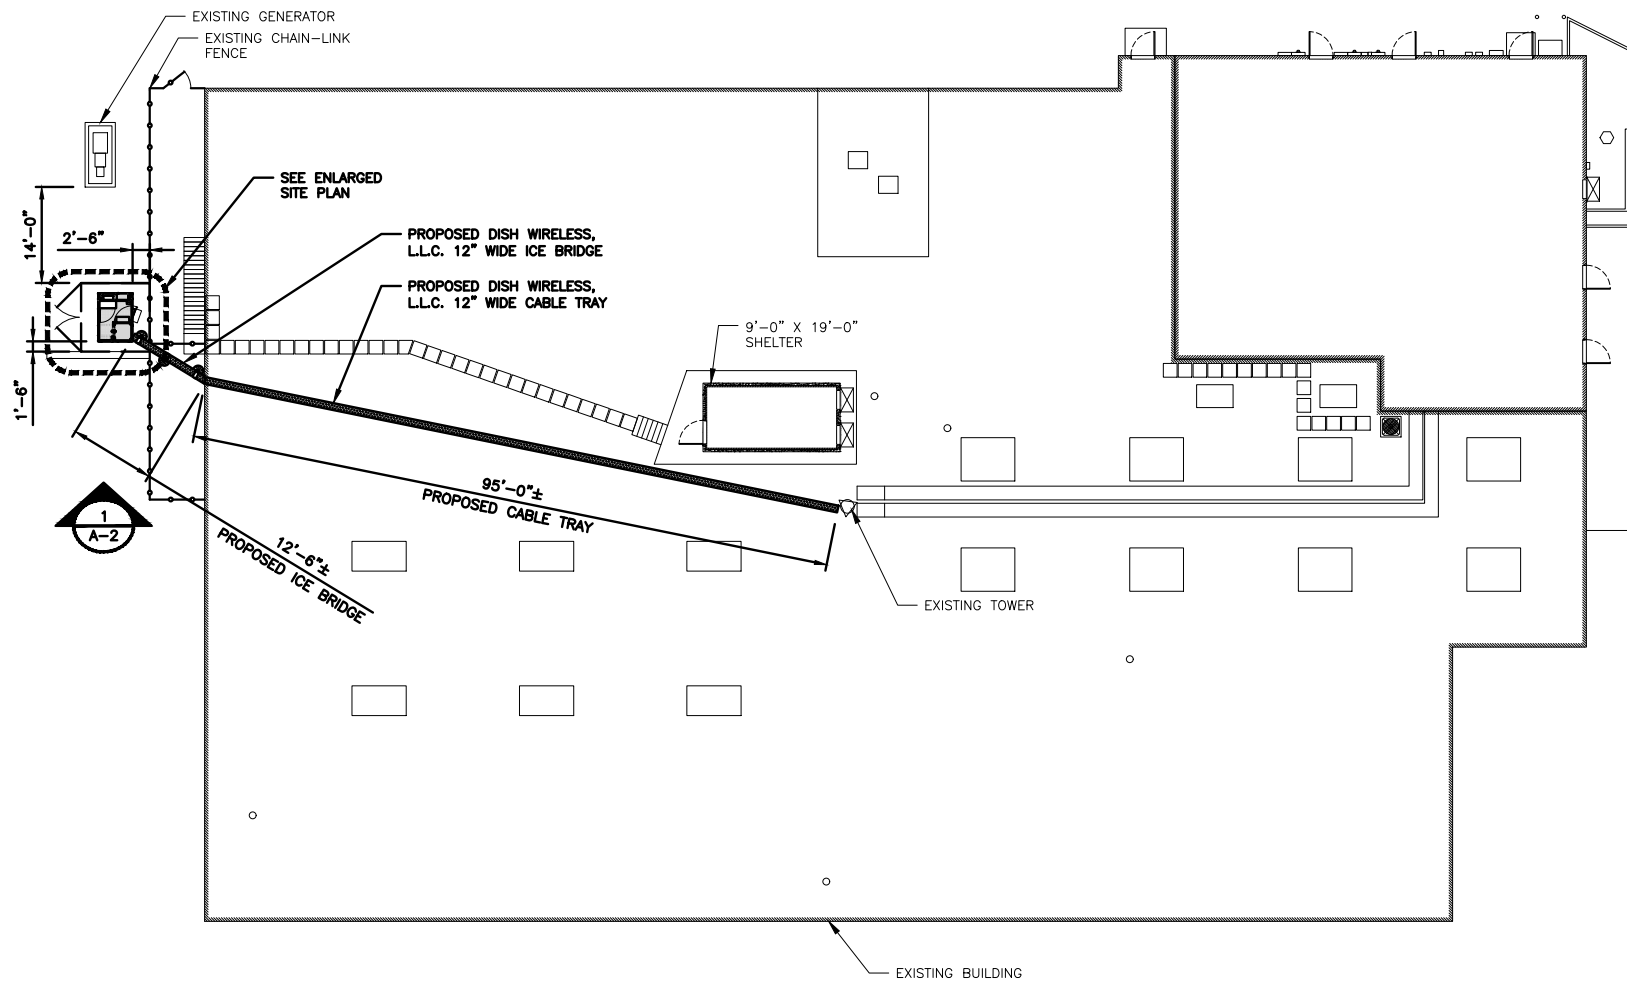 EXISTING GENERATOR
EXISTING CHAIN-LINK
FENCE
SEE ENLARGED
SITE PLAN
14'-0"
2'-6"
PROPOSED DISH WIRELESS,
L.L.C. 12" WIDE ICE BRIDGE
PROPOSED DISH WIRELESS,
L.L.C. 12" WIDE CABLE TRAY
9'-0" X 19'-0"
SHELTER
1'-6"
95'-0"±
PROPOSED CABLE TRAY
1
A-2
12'-6"±
PROPOSED ICE BRIDGE
EXISTING TOWER
EXISTING BUILDING